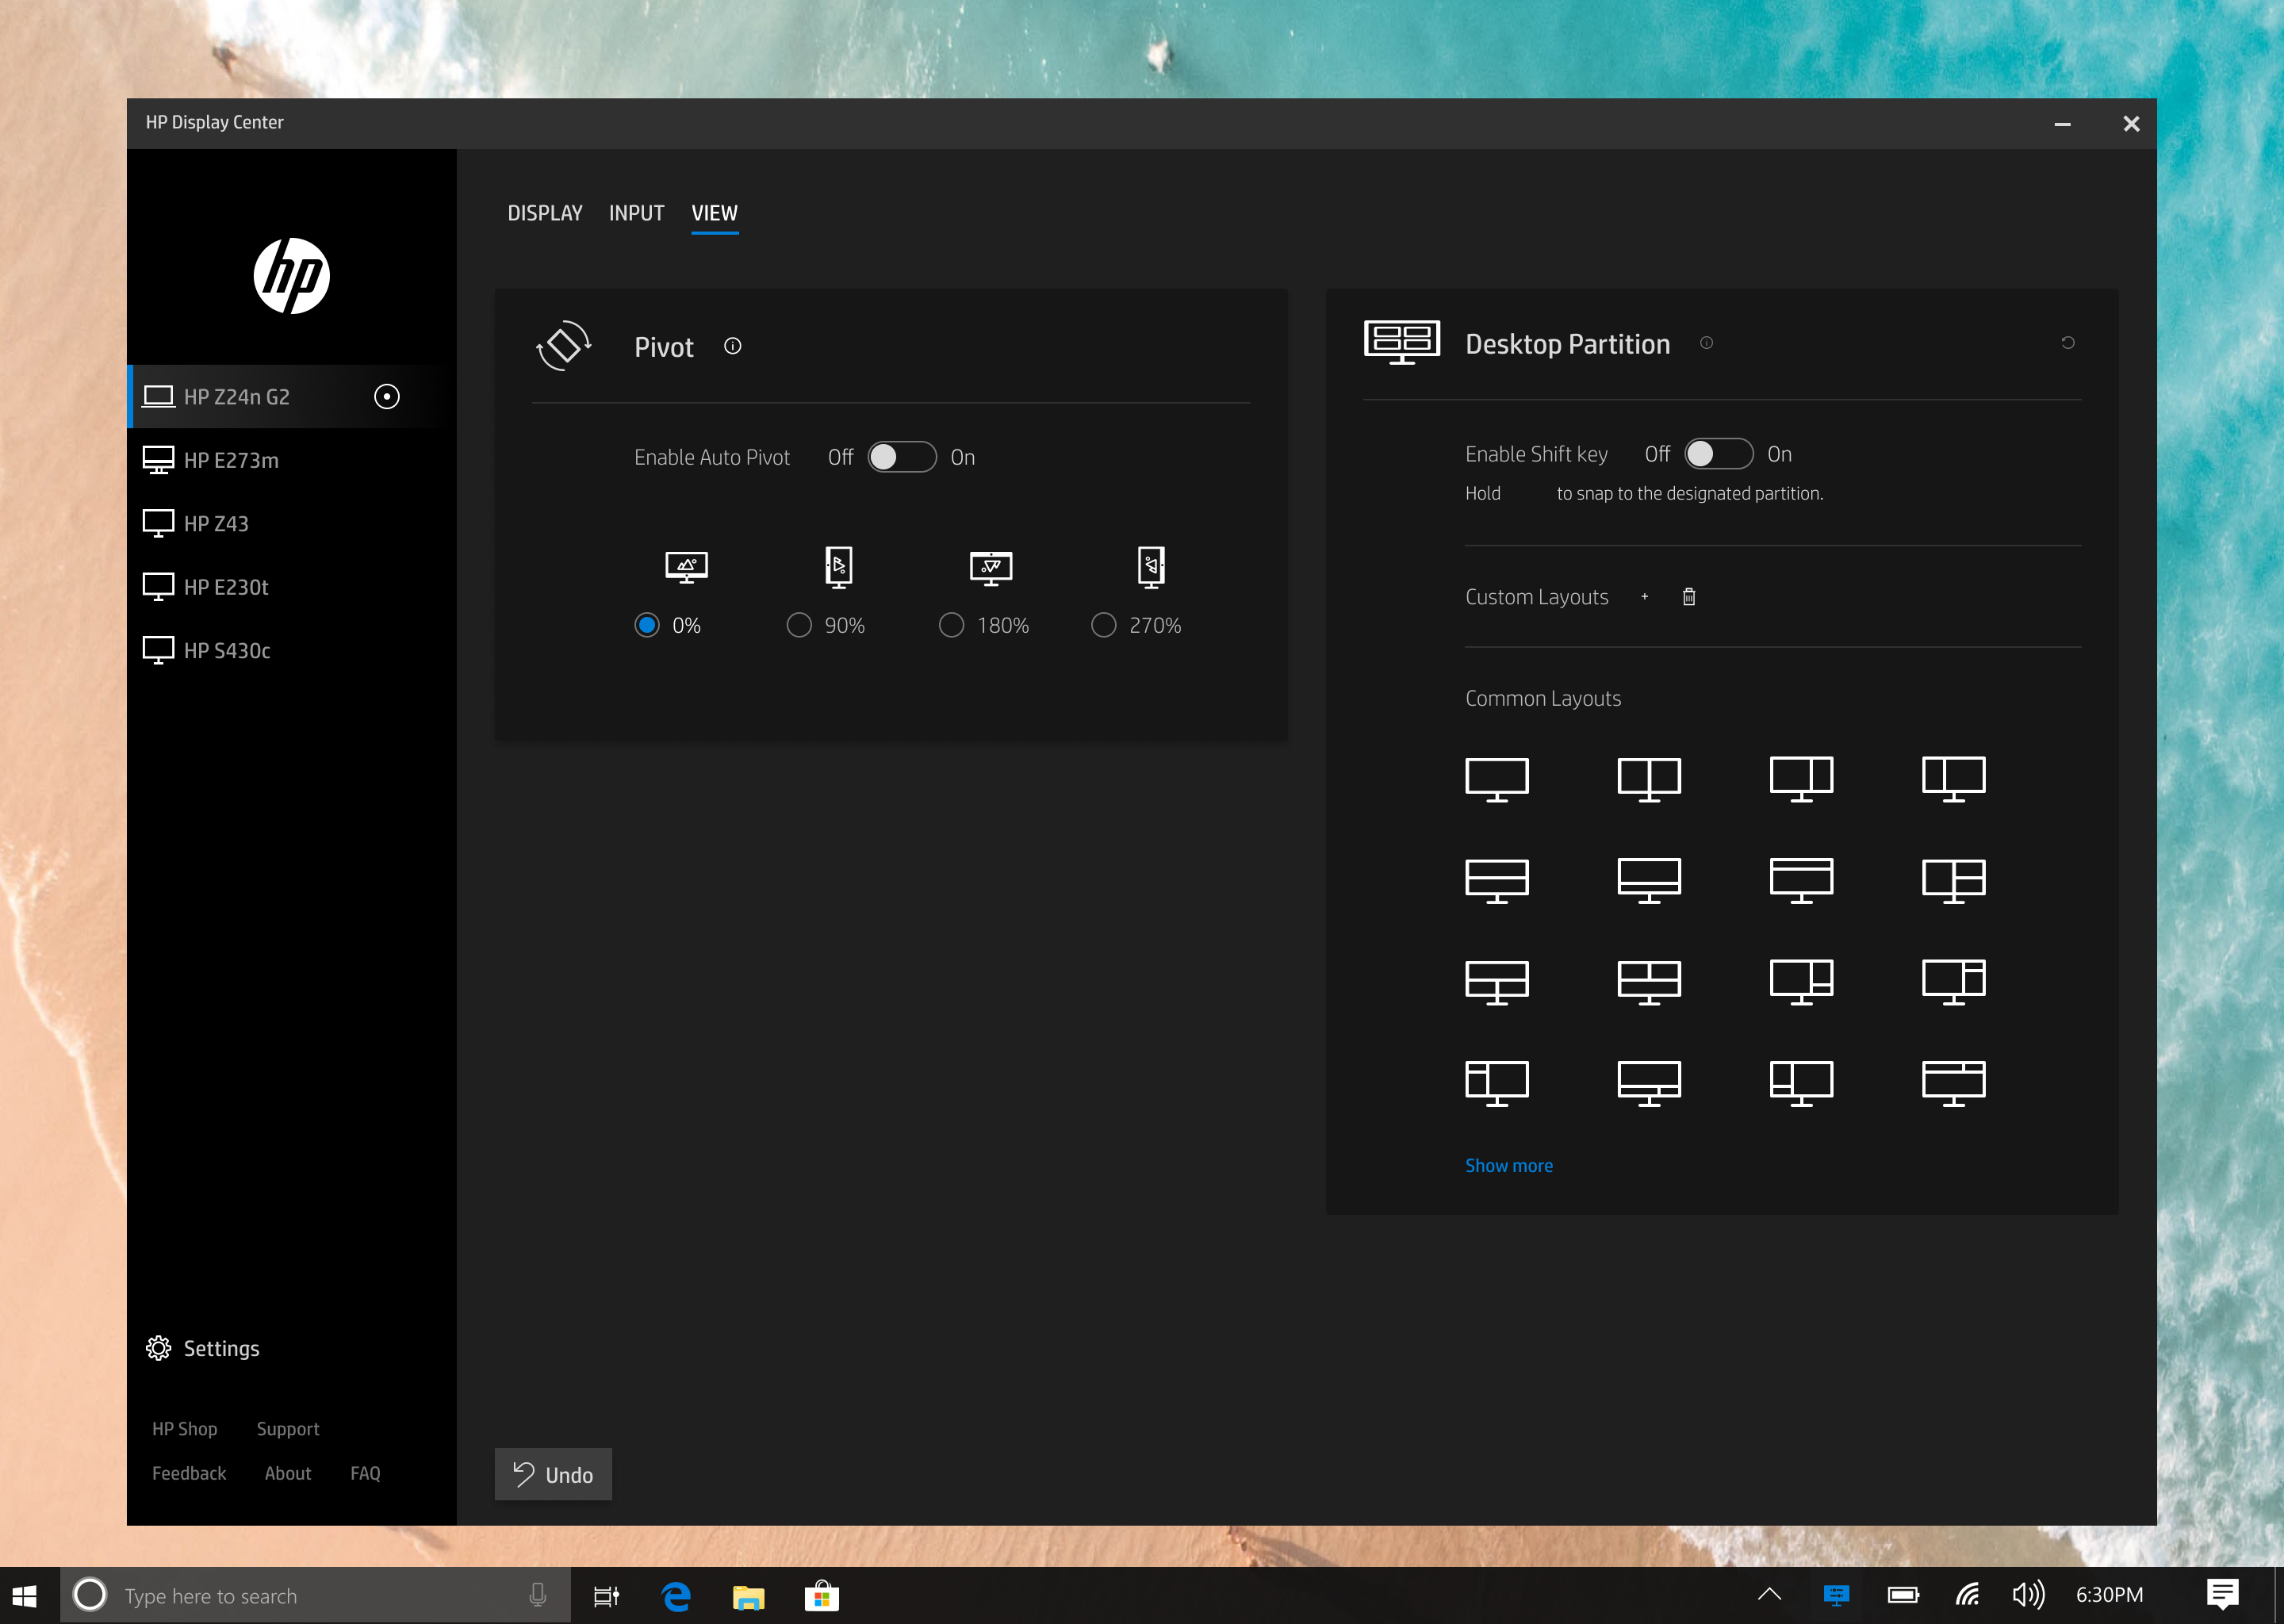 HP Display Center
hp
DISPLAY INPUT VIEW
HP Z24n G2
HP E273m
HP Z43
HP E230t
HP S430c
Settings
HP Shop Support
Feedback About FAQ
Pivot
Enable Auto Pivot Off On
0% 90% 180% 270%
Undo
Desktop Partition
Enable Shift key Off On
Hold to snap to the designated partition.
Custom Layouts +
Common Layouts
Show more
Type here to search
6:30PM